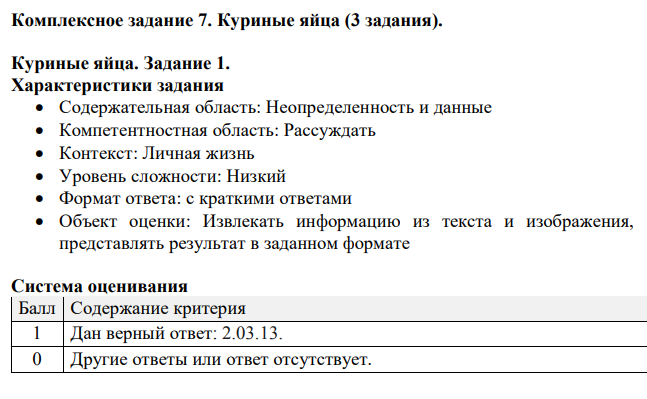 Комплексное задание 7. Куриные яйца (3 задания).
Куриные яйца. Задание 1.
Характеристики задания
• Содержательная область: Неопределенность и данные
• Компетентностная область: Рассуждать
• Контекст: Личная жизнь
• Уровень сложности: Низкий
• Формат ответа: с краткими ответами
• Объект оценки: Извлекать информацию из текста и изображения,
представлять результат в заданном формате
Система оценивания
Балл Содержание критерия
1 Дан верный ответ: 2.03.13.
0 Другие ответы или ответ отсутствует.